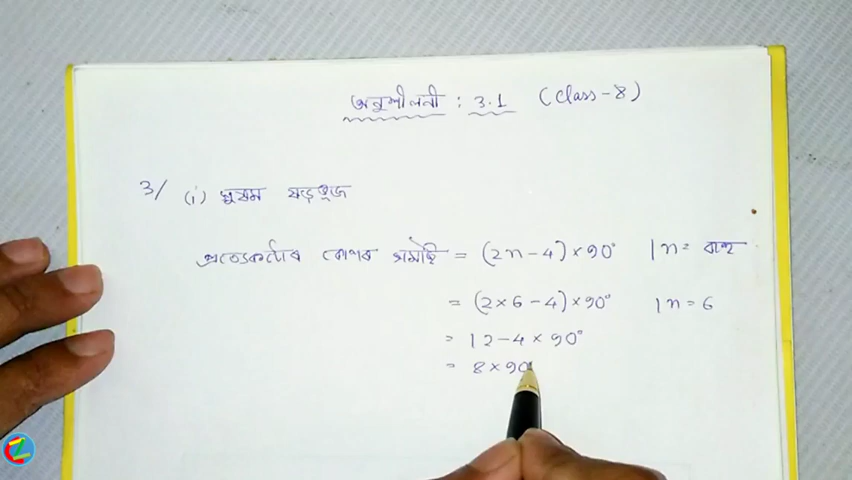 অনুশীলনী : 3.1 (Class-8)
3/ (i) সুষম ষড়ভূজ
প্ৰত্যেকটোৰ কোণৰ সমষ্টি = (2n-4)×90° | n = বাহু
= (2×6-4)×90° | n = 6
= 12-4×90°
= 8×90